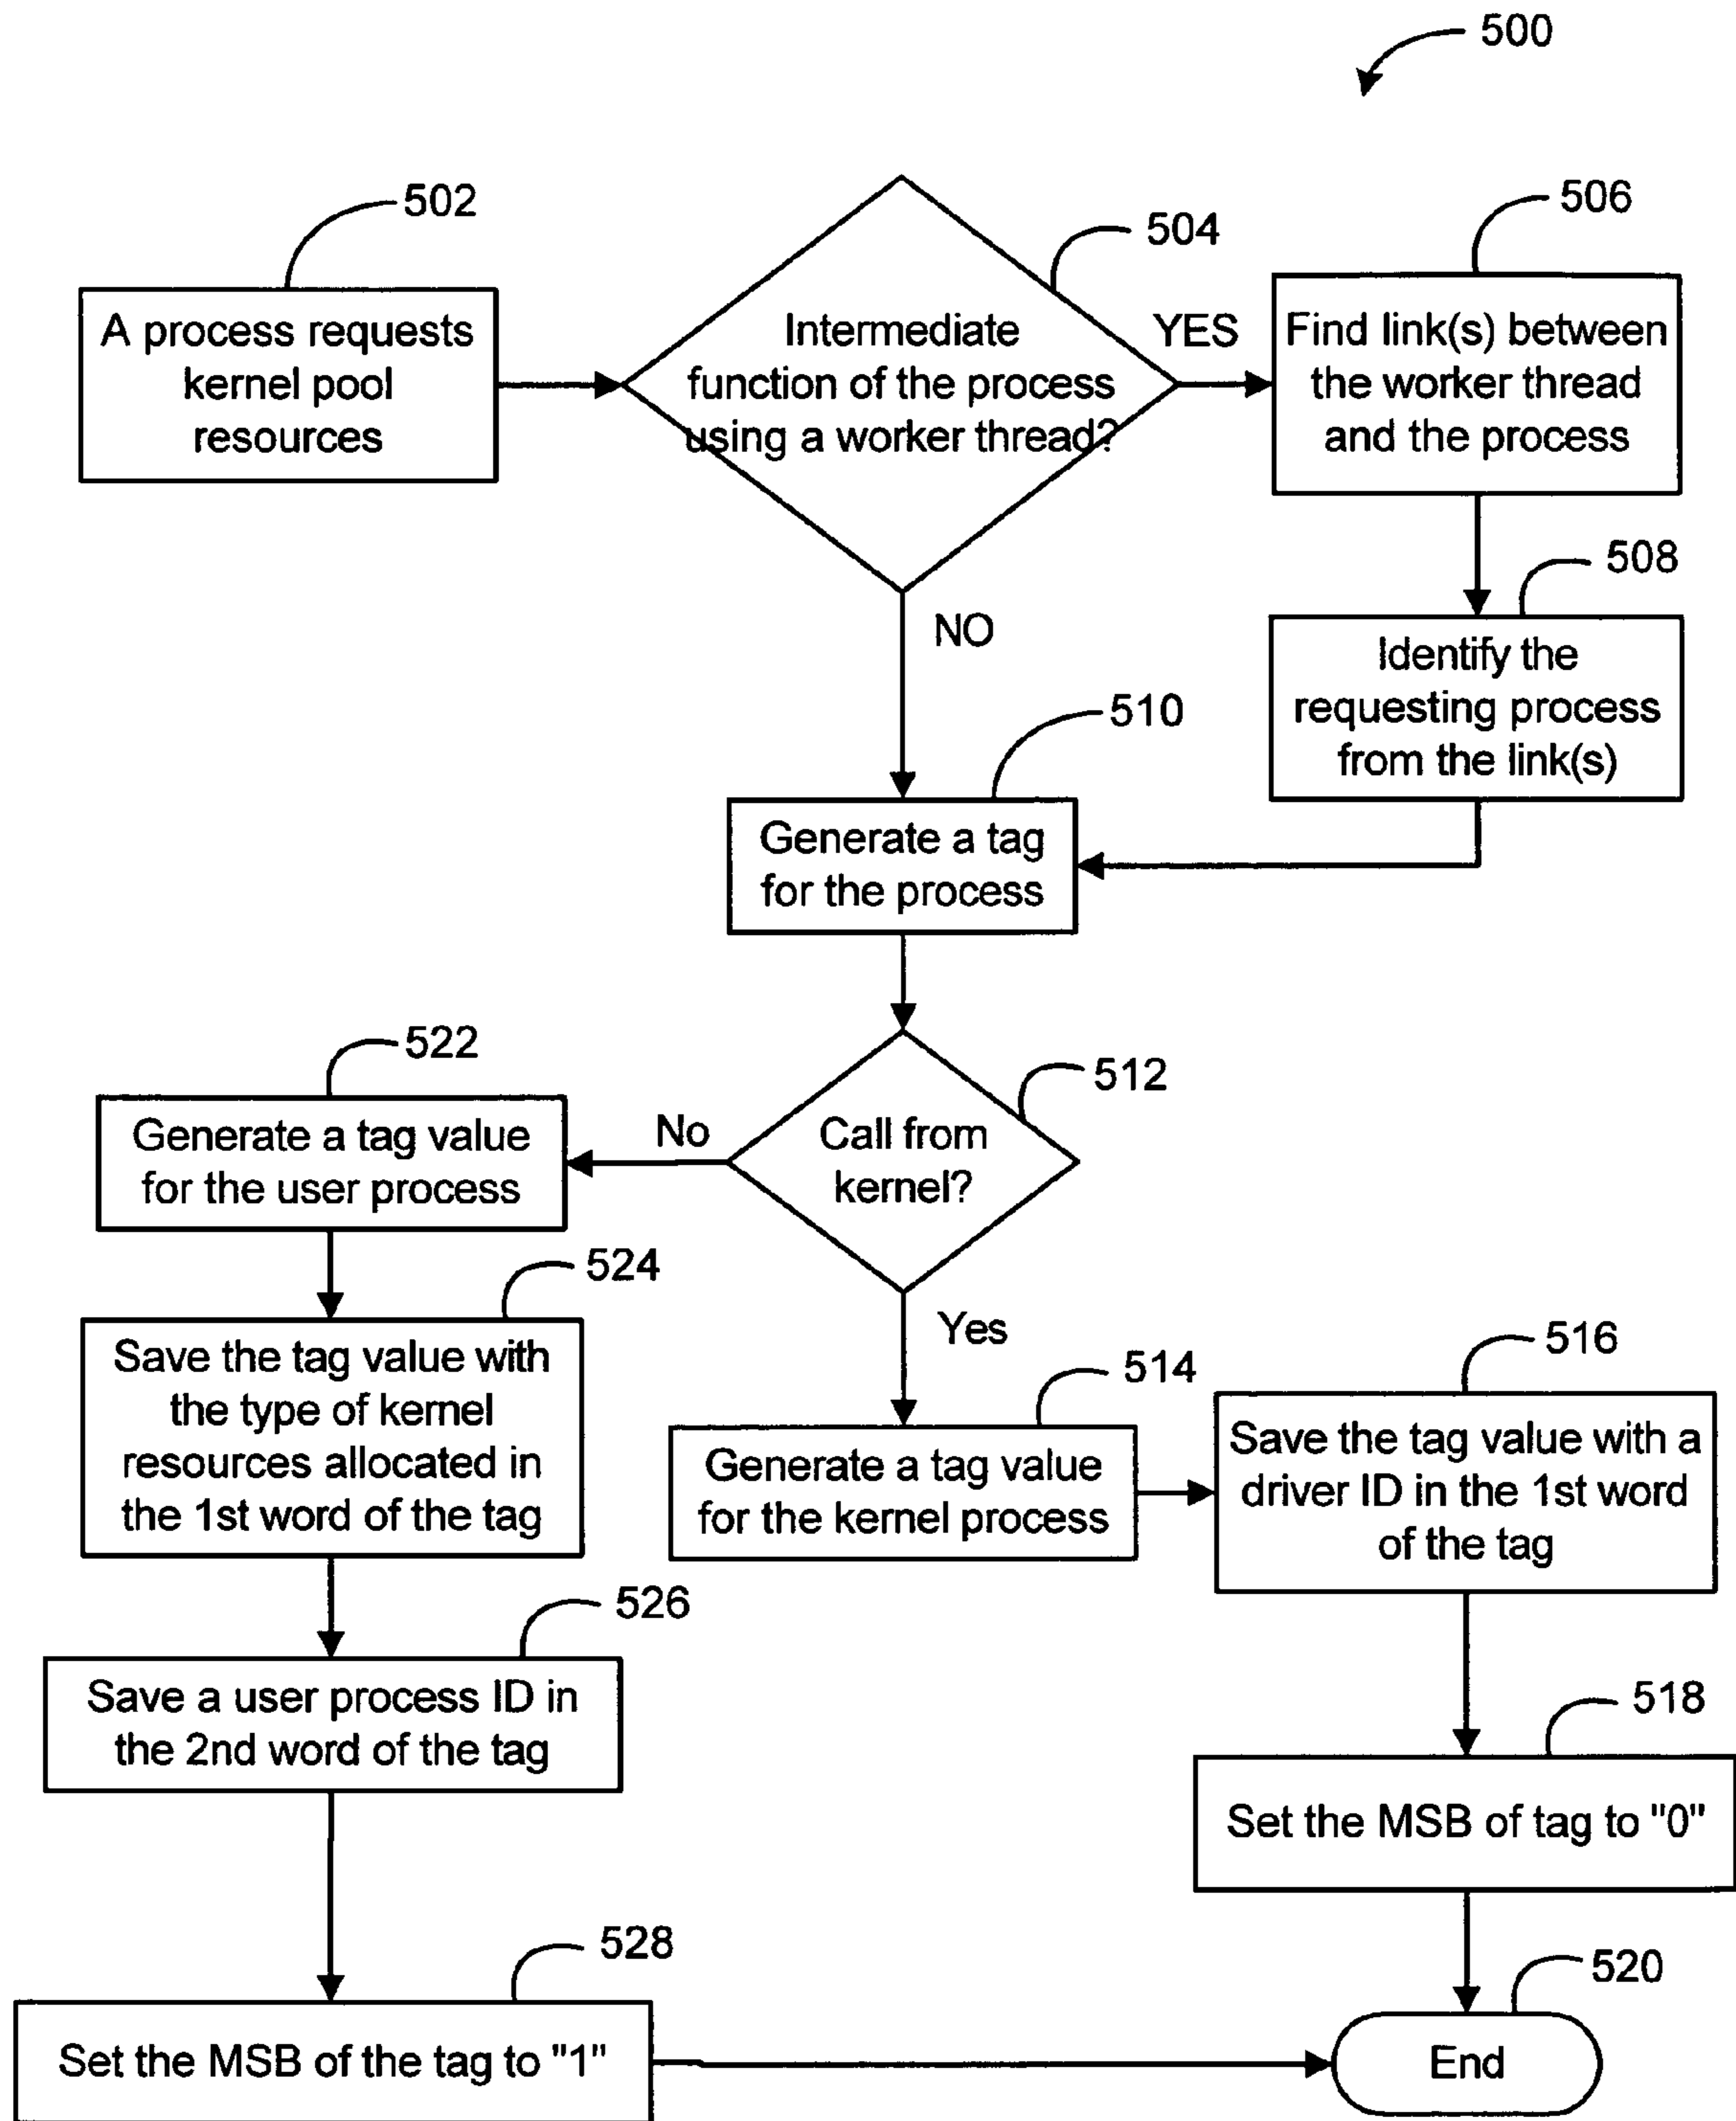 500
502
A process requests
kernel pool
resources
504
Intermediate
function of the process
using a worker thread?
YES
506
Find link(s) between
the worker thread
and the process
508
Identify the
requesting process
from the link(s)
NO
510
Generate a tag
for the process
512
Call from
kernel?
No
522
Generate a tag value
for the user process
524
Save the tag value with
the type of kernel
resources allocated in
the 1st word of the tag
526
Save a user process ID in
the 2nd word of the tag
528
Set the MSB of the tag to "1"
Yes
514
Generate a tag value
for the kernel process
516
Save the tag value with a
driver ID in the 1st word
of the tag
518
Set the MSB of tag to "0"
520
End